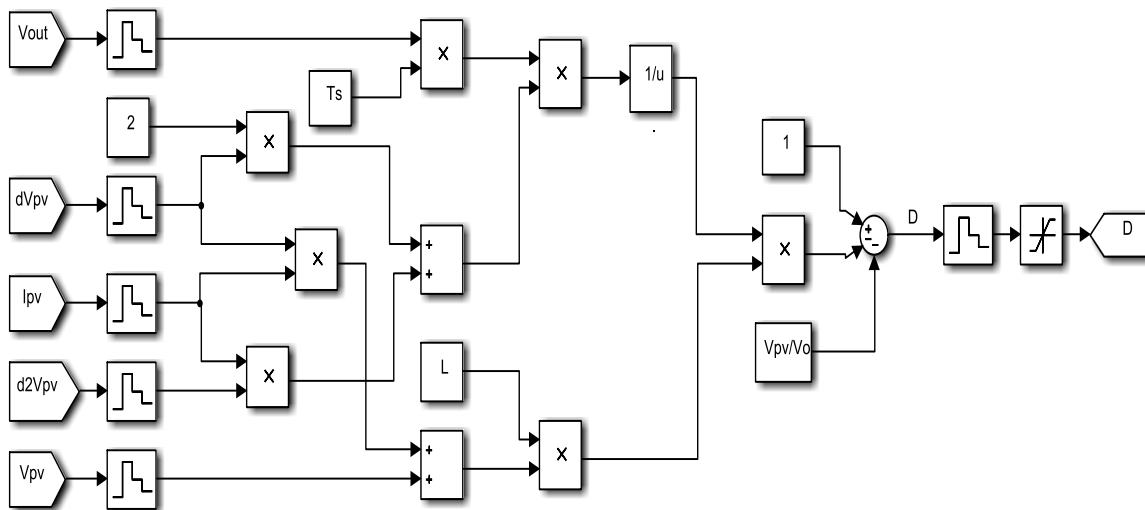 Vout
X
X
1/u
Ts
2
X
1
dVpv
X
+
+
X
+
−
−
D
D
Ipv
X
L
Vpv/Vo
d2Vpv
+
+
X
Vpv